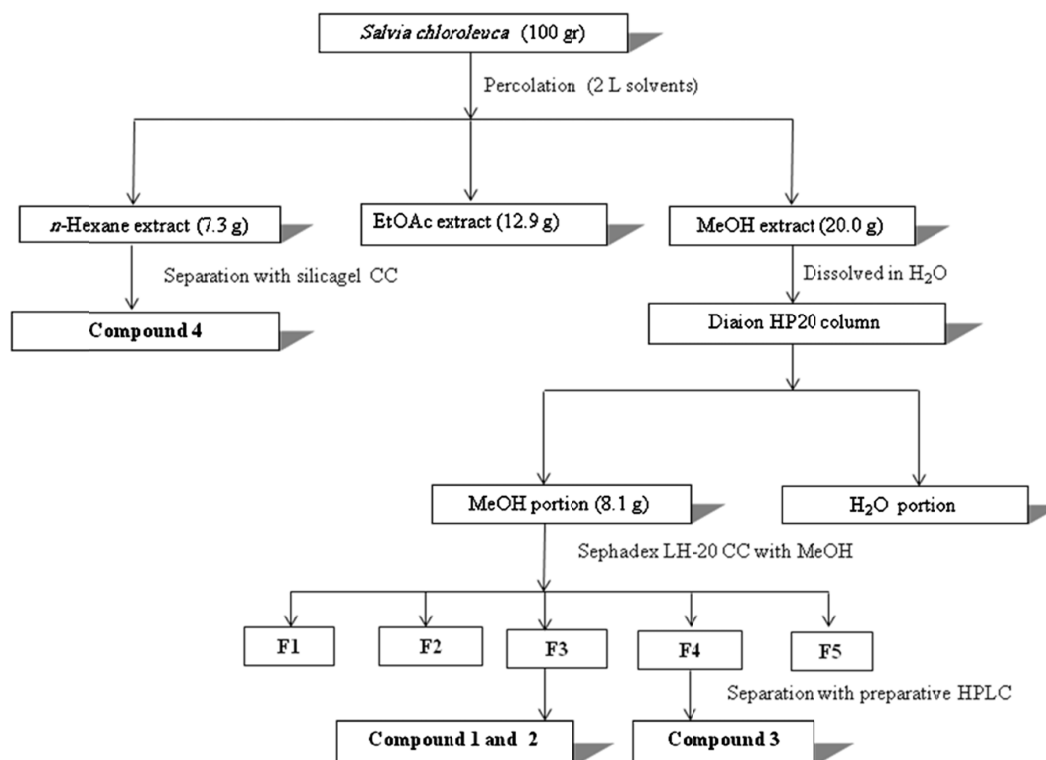 Salvia chloroleuca (100 gr)
Percolation (2 L solvents)
n-Hexane extract (7.3 g)
EtOAc extract (12.9 g)
MeOH extract (20.0 g)
Separation with silicagel CC
Dissolved in H₂O
Compound 4
Diaion HP20 column
MeOH portion (8.1 g)
H₂O portion
Sephadex LH-20 CC with MeOH
F1
F2
F3
F4
F5
Separation with preparative HPLC
Compound 1 and 2
Compound 3